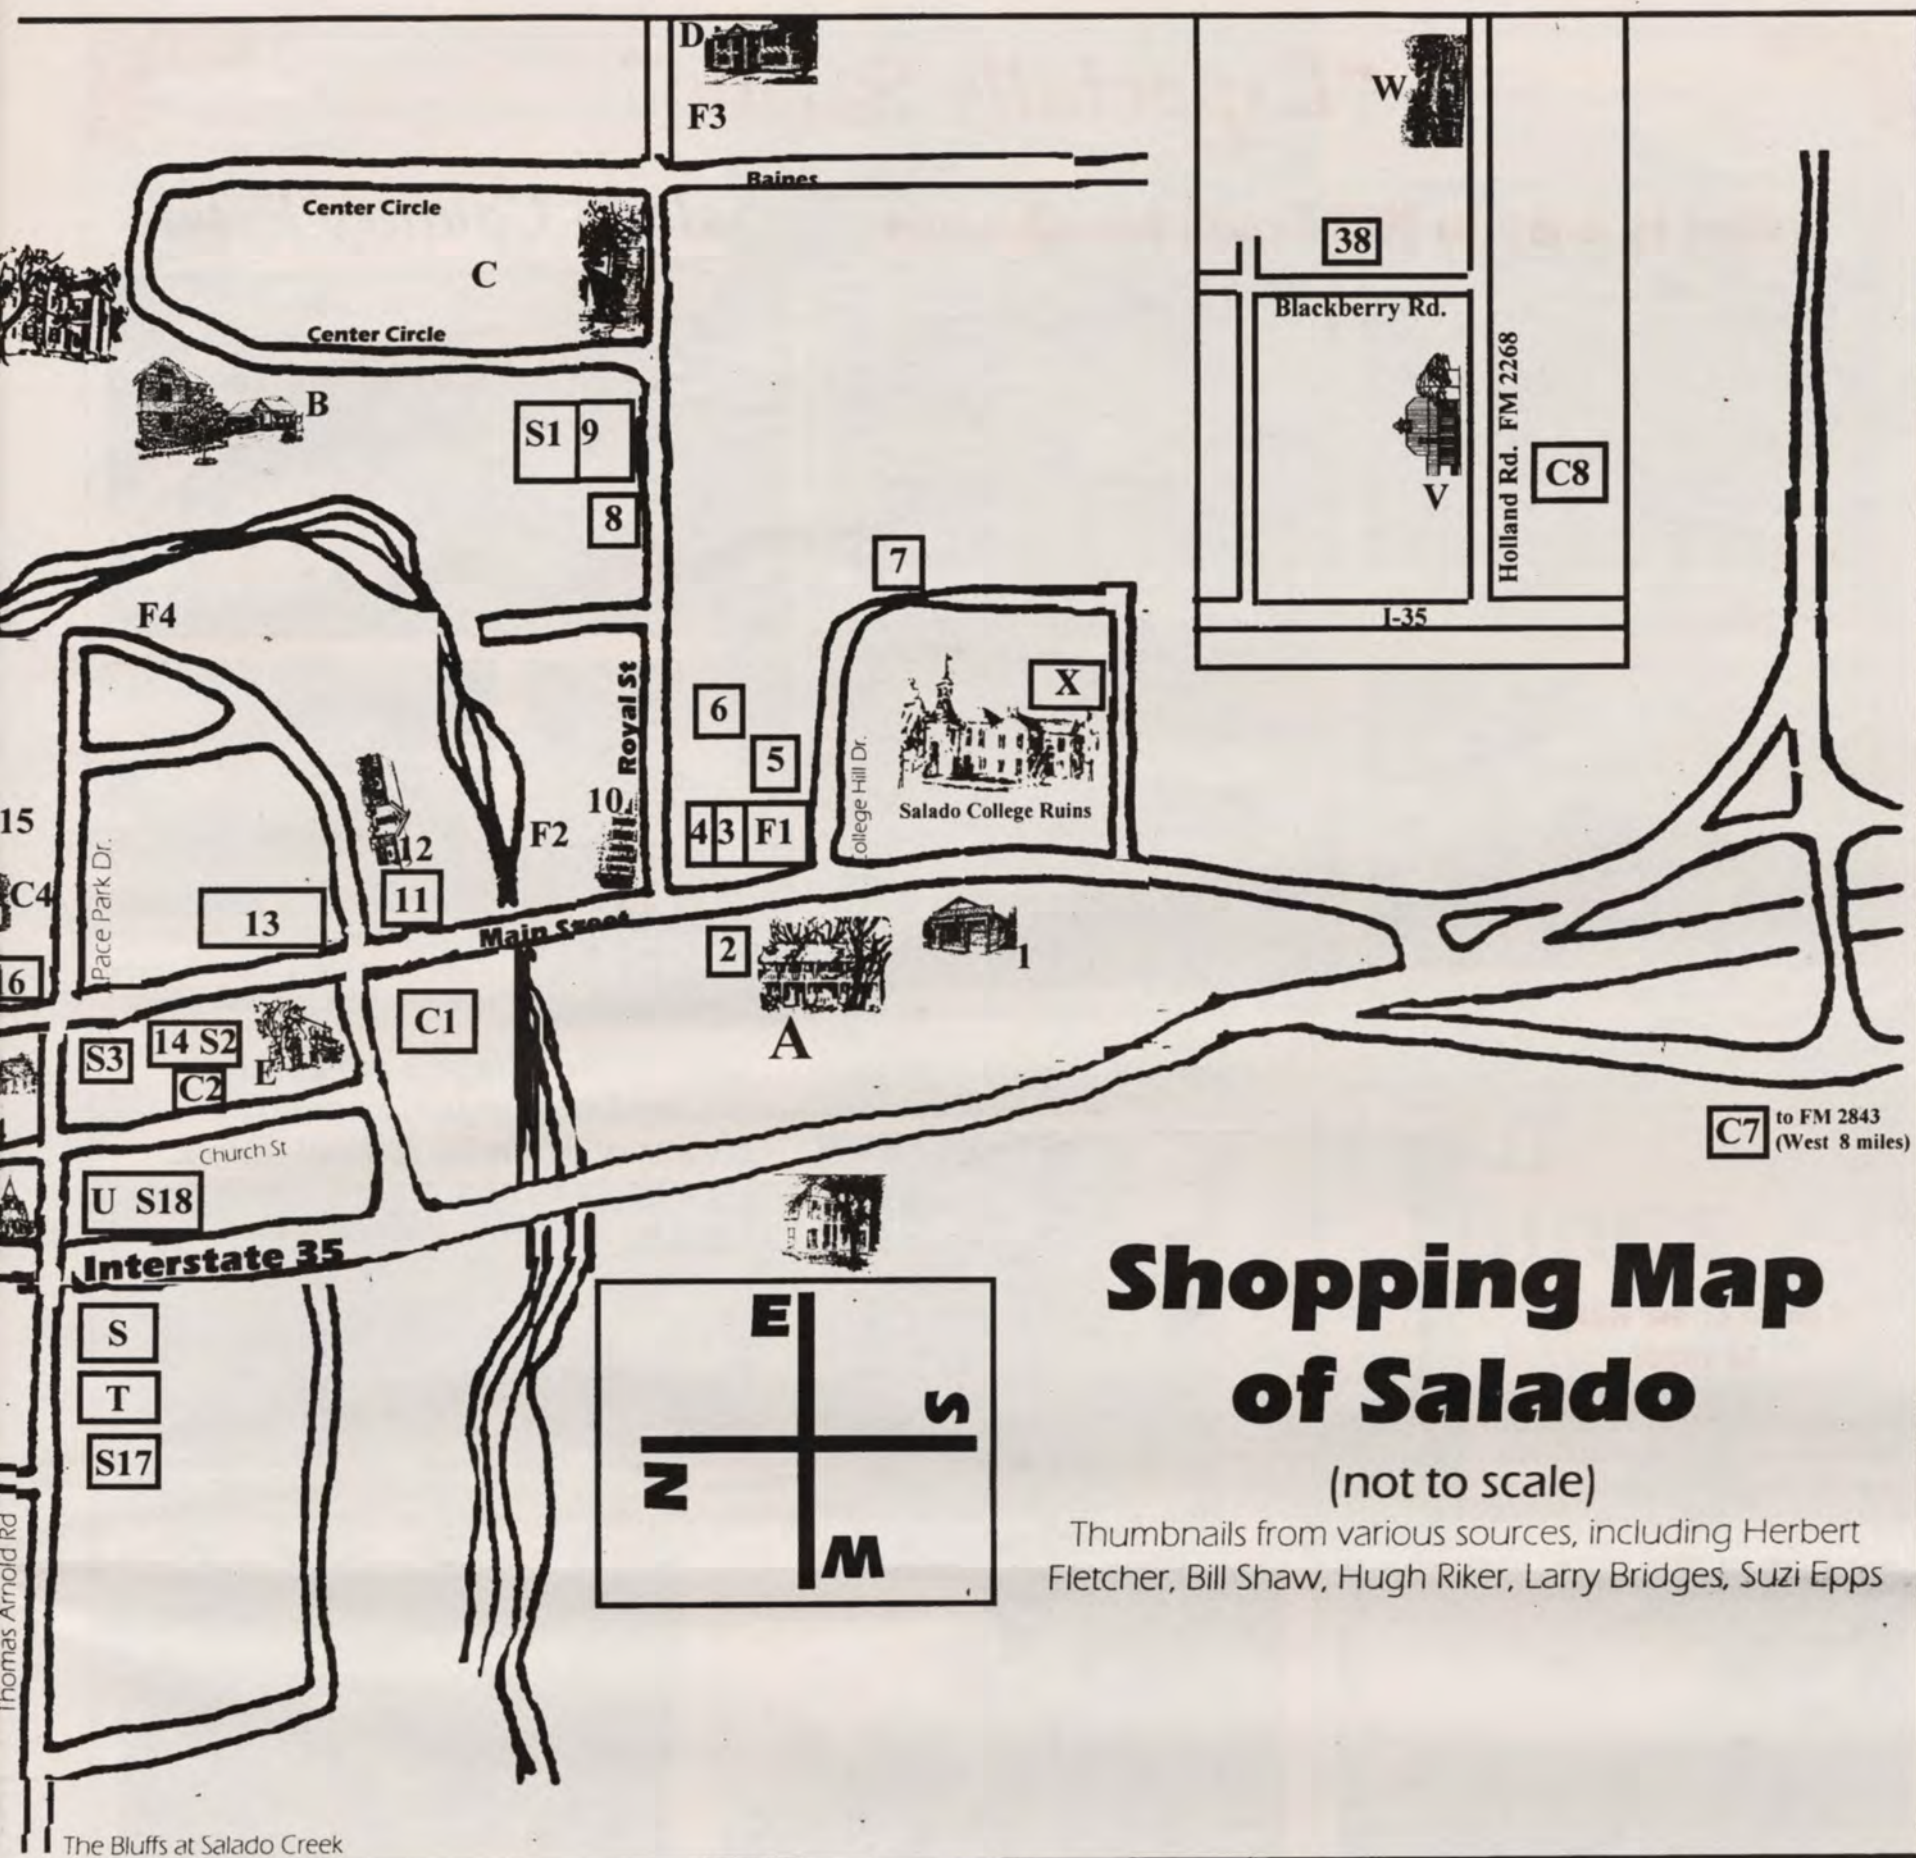 D
F3
W
Baines
Center Circle
C
Center Circle
38
Blackberry Rd.
Holland Rd. FM 2268
C8
V
I-35
B
S1 9
8
7
F4
Royal St
6
5
X
College Hill Dr.
Salado College Ruins
15
12
10
F2
4 3 F1
C4
Pace Park Dr.
13
11
Main Sreet
2
1
16
C1
A
S3
14 S2
C2
E
Church St
C7 to FM 2843
(West 8 miles)
U S18
Interstate 35
S
T
S17
E
S
N
W
Shopping Map
of Salado
(not to scale)
Thumbnails from various sources, including Herbert
Fletcher, Bill Shaw, Hugh Riker, Larry Bridges, Suzi Epps
Thomas Arnold Rd
The Bluffs at Salado Creek